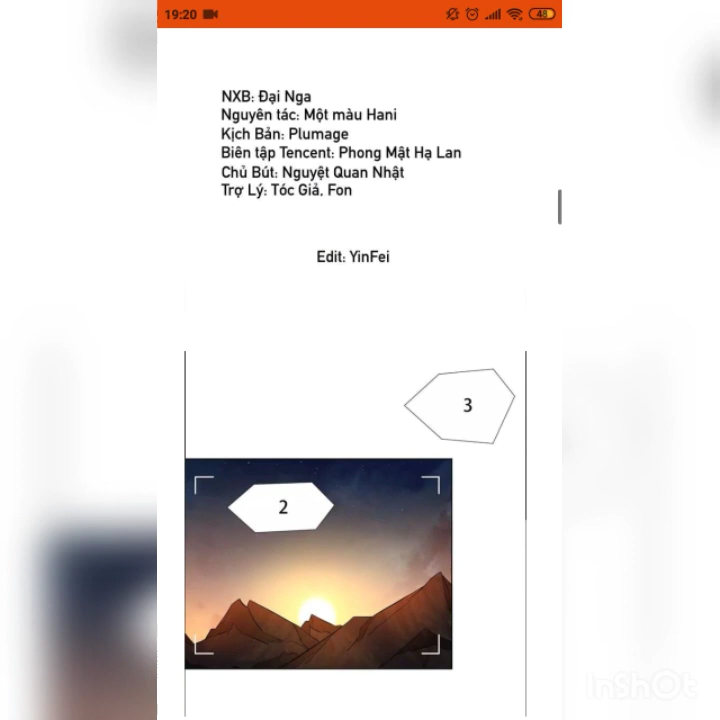 19:20
48
NXB: Đại Nga
Nguyên tác: Một màu Hani
Kịch Bản: Plumage
Biên tập Tencent: Phong Mật Hạ Lan
Chủ Bút: Nguyệt Quan Nhật
Trợ Lý: Tóc Giả, Fon
Edit: YinFei
3
2
InShOt